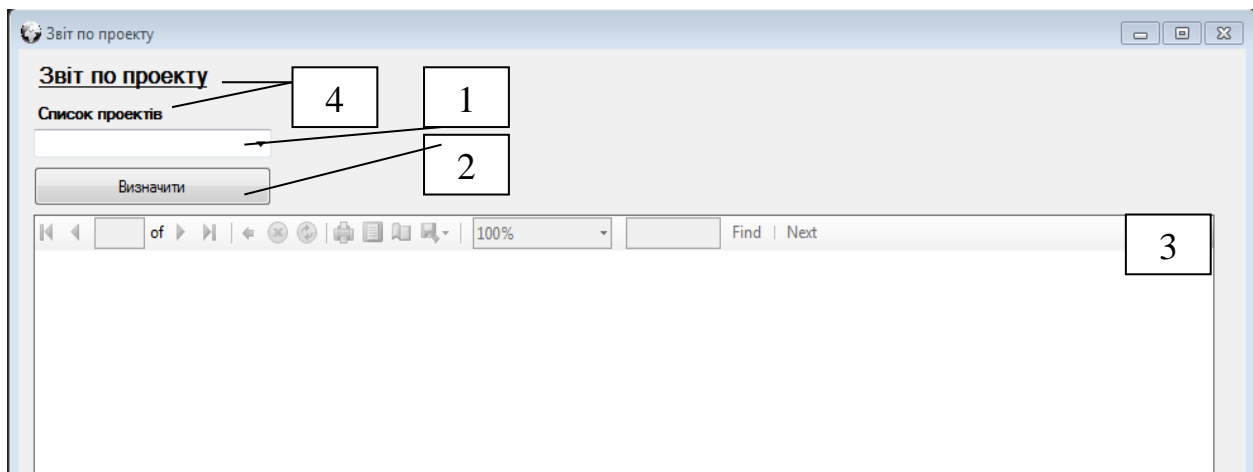 Звіт по проекту
Звіт по проекту
4
1
Список проектів
2
Визначити
of
100%
Find
Next
3